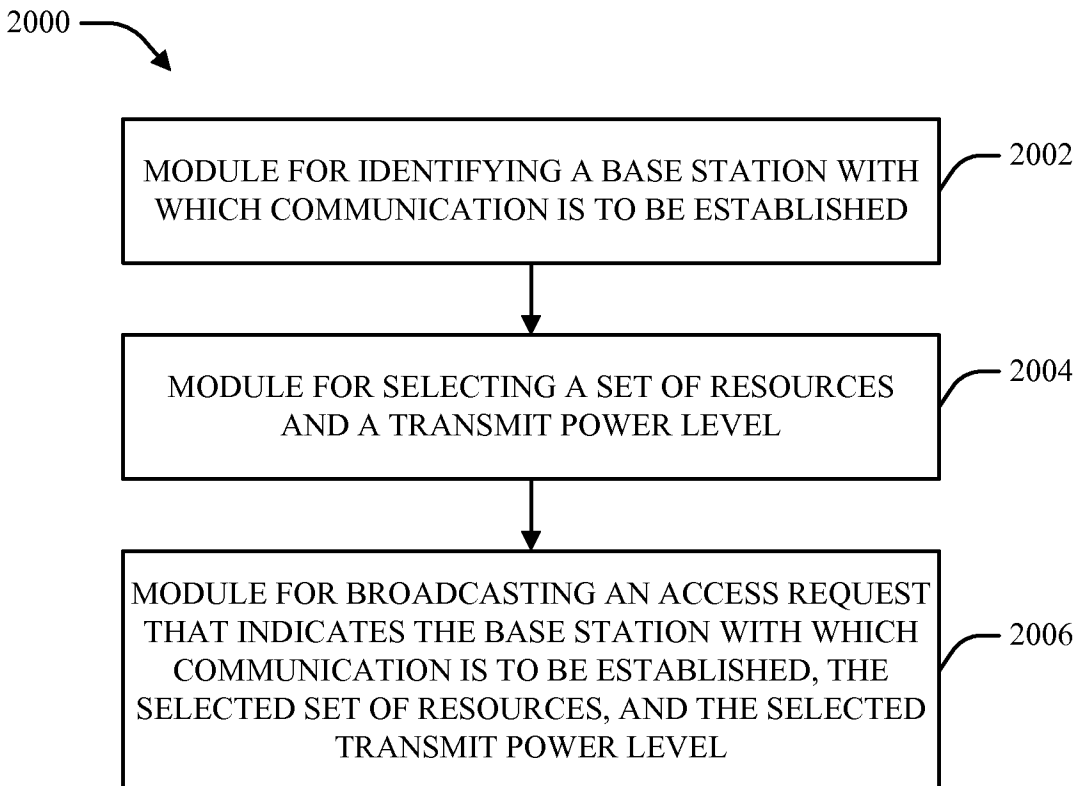 2000
MODULE FOR IDENTIFYING A BASE STATION WITH
WHICH COMMUNICATION IS TO BE ESTABLISHED
2002
MODULE FOR SELECTING A SET OF RESOURCES
AND A TRANSMIT POWER LEVEL
2004
MODULE FOR BROADCASTING AN ACCESS REQUEST
THAT INDICATES THE BASE STATION WITH WHICH
COMMUNICATION IS TO BE ESTABLISHED, THE
SELECTED SET OF RESOURCES, AND THE SELECTED
TRANSMIT POWER LEVEL
2006